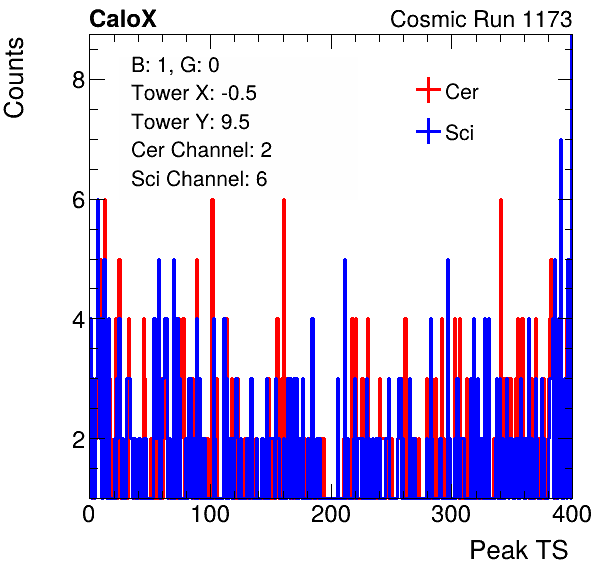 CaloX
Cosmic Run 1173
Counts
B: 1, G: 0
Tower X: -0.5
Tower Y: 9.5
Cer Channel: 2
Sci Channel: 6
Cer
Sci
8
6
4
2
0
100
200
300
400
Peak TS